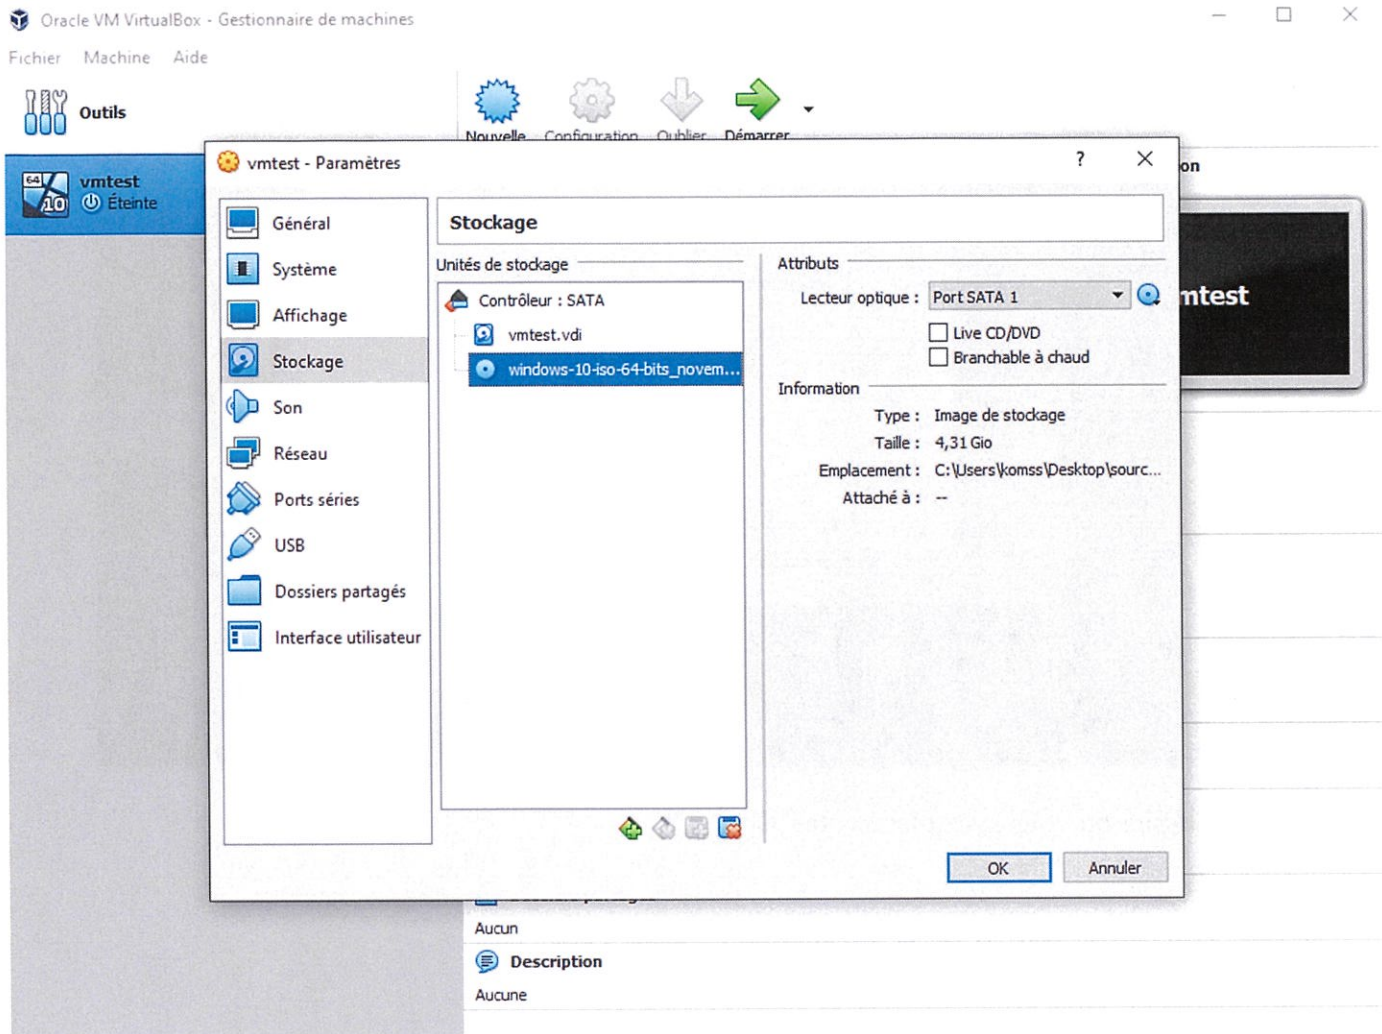 Oracle VM VirtualBox - Gestionnaire de machines
Fichier Machine Aide
Outils
Nouvelle Configuration Oublier Démarrer
vmtest
Éteinte
64
10
vmtest - Paramètres
?
Général
Système
Affichage
Stockage
Son
Réseau
Ports séries
USB
Dossiers partagés
Interface utilisateur
Stockage
Unités de stockage
Contrôleur : SATA
vmtest.vdi
windows-10-iso-64-bits_novem...
Attributs
Lecteur optique : Port SATA 1
Live CD/DVD
Branchable à chaud
Information
Type : Image de stockage
Taille : 4,31 Gio
Emplacement : C:\Users\komss\Desktop\sourc...
Attaché à : --
OK Annuler
on
mtest
Aucun
Description
Aucune